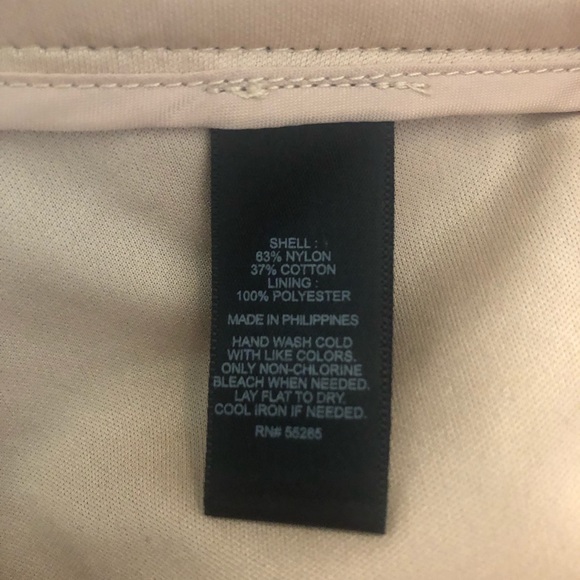 SHELL :
63% NYLON
37% COTTON
LINING :
100% POLYESTER
MADE IN PHILIPPINES
HAND WASH COLD
WITH LIKE COLORS.
ONLY NON-CHLORINE
BLEACH WHEN NEEDED.
LAY FLAT TO DRY.
COOL IRON IF NEEDED.
RN# 55285